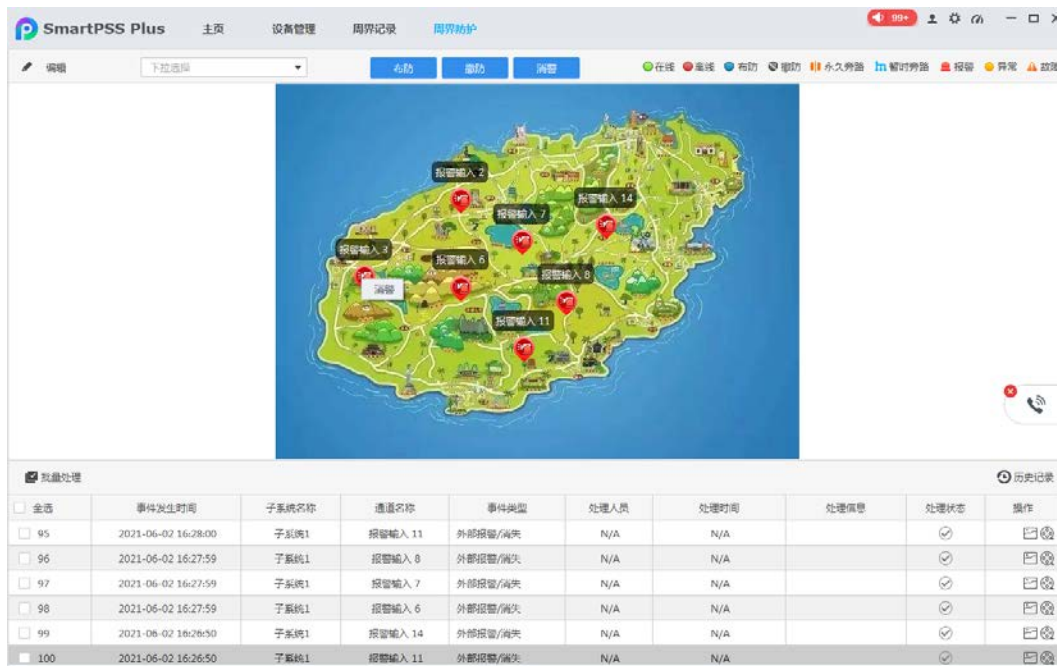 SmartPSS Plus 主页 设备管理 周界记录 周界防护 99+
编辑 下拉选择 布防 撤防 消警 在线 离线 布防 撤防 永久旁路 暂时旁路 报警 异常 故障
报警输入 2
报警输入 14
报警输入 7
报警输入 3
报警输入 6
报警输入 8
消警
报警输入 11
批量处理 历史记录
全选 事件发生时间 子系统名称 通道名称 事件类型 处理人员 处理时间 处理信息 处理状态 操作
95 2021-06-02 16:28:00 子系统1 报警输入 11 外部报警/消失 N/A N/A
96 2021-06-02 16:27:59 子系统1 报警输入 8 外部报警/消失 N/A N/A
97 2021-06-02 16:27:59 子系统1 报警输入 7 外部报警/消失 N/A N/A
98 2021-06-02 16:27:59 子系统1 报警输入 6 外部报警/消失 N/A N/A
99 2021-06-02 16:26:50 子系统1 报警输入 14 外部报警/消失 N/A N/A
100 2021-06-02 16:26:50 子系统1 报警输入 11 外部报警/消失 N/A N/A